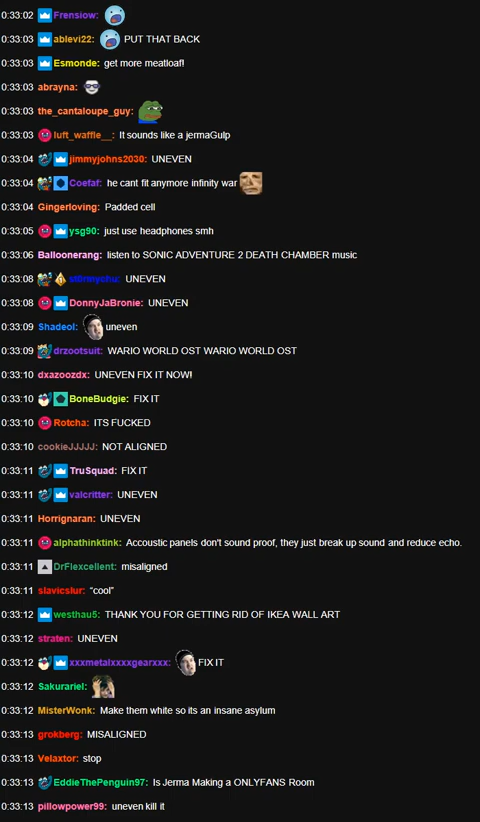 0:33:02 Frensiow:
0:33:03 ablevi22: PUT THAT BACK
0:33:03 Esmonde: get more meatloaf!
0:33:03 abrayna:
0:33:03 the_cantaloupe_guy:
0:33:03 luft_waffle__: It sounds like a jermaGulp
0:33:04 jimmyjohns2030: UNEVEN
0:33:04 Coefaf: he cant fit anymore infinity war
0:33:04 Gingerloving: Padded cell
0:33:05 ysg90: just use headphones smh
0:33:06 Balloonerang: listen to SONIC ADVENTURE 2 DEATH CHAMBER music
0:33:08 UNEVEN
0:33:08 DonnyJaBronie: UNEVEN
0:33:09 Shadeol: uneven
0:33:09 drzootsuit: WARIO WORLD OST WARIO WORLD OST
0:33:10 dxazoozdx: UNEVEN FIX IT NOW!
0:33:10 BoneBudgie: FIX IT
0:33:10 Rotcha: ITS FUCKED
0:33:10 cookieJJJJJ: NOT ALIGNED
0:33:11 TruSquad: FIX IT
0:33:11 valcritter: UNEVEN
0:33:11 Horrignaran: UNEVEN
0:33:11 alphathinktink: Accoustic panels don't sound proof, they just break up sound and reduce echo.
0:33:11 DrFlexcellent: misaligned
0:33:11 slavicslur: “cool”
0:33:12 westhau5: THANK YOU FOR GETTING RID OF IKEA WALL ART
0:33:12 straten: UNEVEN
0:33:12 xxxmetalxxxxgearxxx: FIX IT
0:33:12 Sakurariel:
0:33:12 MisterWonk: Make them white so its an insane asylum
0:33:13 grokberg: MISALIGNED
0:33:13 Velaxtor: stop
0:33:13 EddieThePenguin97: Is Jerma Making a ONLYFANS Room
0:33:13 pillowpower99: uneven kill it